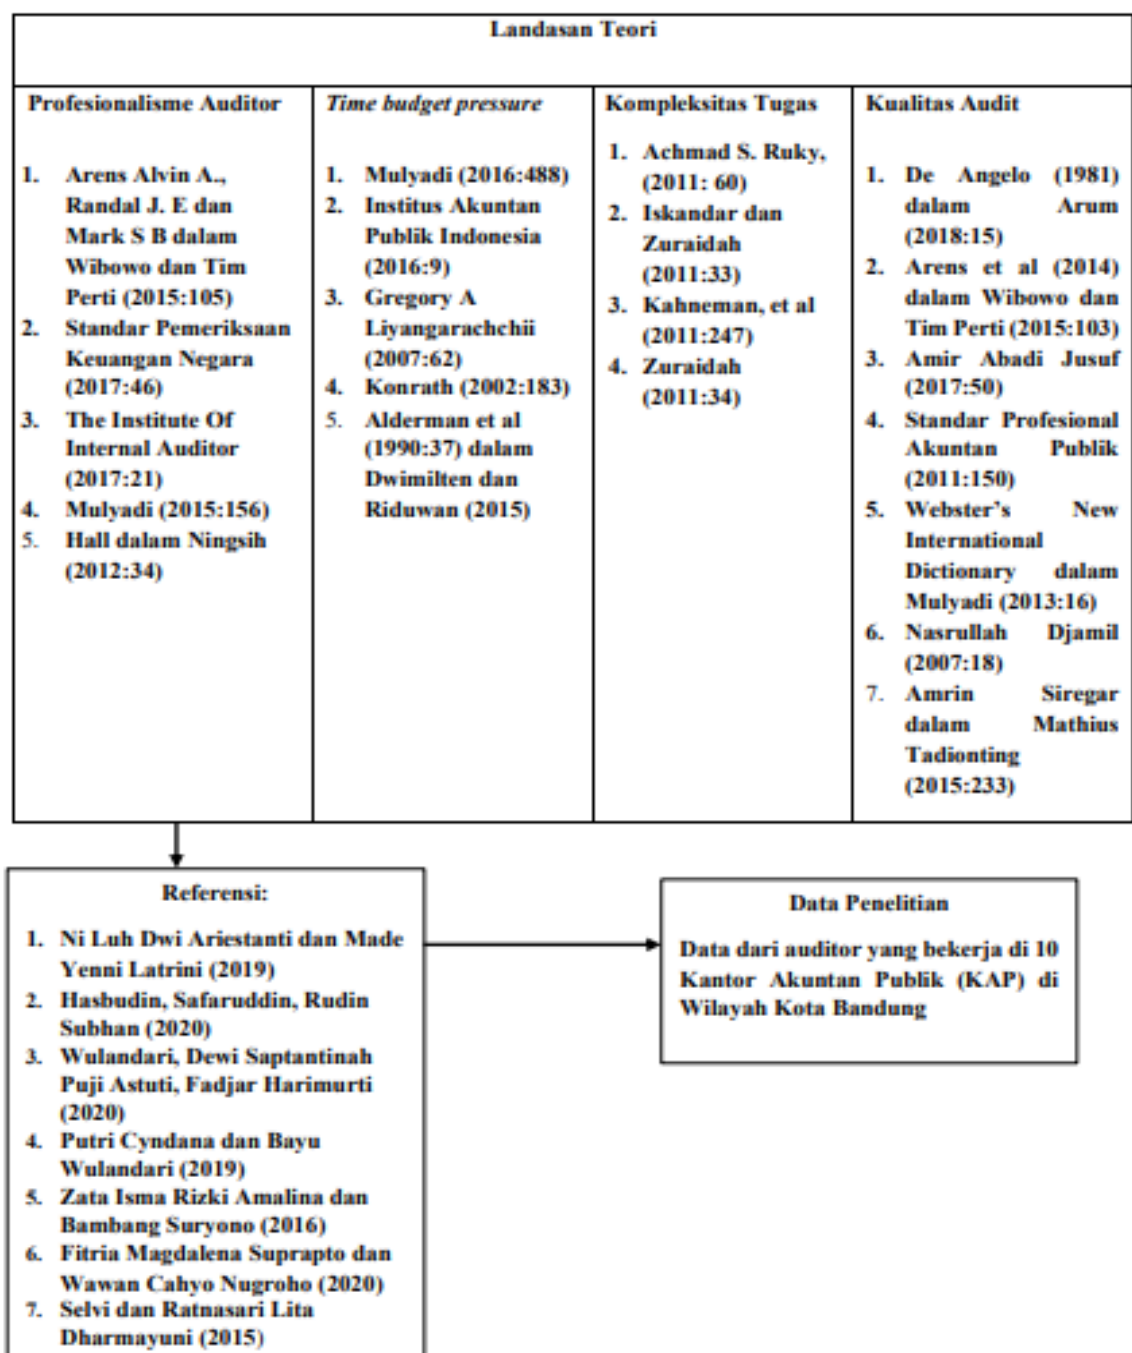 Landasan Teori
Profesionalisme Auditor
1. Arens Alvin A.,
Randal J. E dan
Mark S B dalam
Wibowo dan Tim
Perti (2015:105)
2. Standar Pemeriksaan
Keuangan Negara
(2017:46)
3. The Institute Of
Internal Auditor
(2017:21)
4. Mulyadi (2015:156)
5. Hall dalam Ningsih
(2012:34)
Time budget pressure
1. Mulyadi (2016:488)
2. Institus Akuntan
Publik Indonesia
(2016:9)
3. Gregory A
Liyangarachchii
(2007:62)
4. Konrath (2002:183)
5. Alderman et al
(1990:37) dalam
Dwimilten dan
Riduwan (2015)
Kompleksitas Tugas
1. Achmad S. Ruky,
(2011: 60)
2. Iskandar dan
Zuraidah
(2011:33)
3. Kahneman, et al
(2011:247)
4. Zuraidah
(2011:34)
Kualitas Audit
1. De Angelo (1981)
dalam Arum
(2018:15)
2. Arens et al (2014)
dalam Wibowo dan
Tim Perti (2015:103)
3. Amir Abadi Jusuf
(2017:50)
4. Standar Profesional
Akuntan Publik
(2011:150)
5. Webster's New
International
Dictionary dalam
Mulyadi (2013:16)
6. Nasrullah Djamil
(2007:18)
7. Amrin Siregar
dalam Mathius
Tadionting
(2015:233)
Referensi:
1. Ni Luh Dwi Ariestanti dan Made
Yenni Latrini (2019)
2. Hasbudin, Safaruddin, Rudin
Subhan (2020)
3. Wulandari, Dewi Saptantinah
Puji Astuti, Fadjar Harimurti
(2020)
4. Putri Cyndana dan Bayu
Wulandari (2019)
5. Zata Isma Rizki Amalina dan
Bambang Suryono (2016)
6. Fitria Magdalena Suprapto dan
Wawan Cahyo Nugroho (2020)
7. Selvi dan Ratnasari Lita
Dharmayuni (2015)
Data Penelitian
Data dari auditor yang bekerja di 10
Kantor Akuntan Publik (KAP) di
Wilayah Kota Bandung